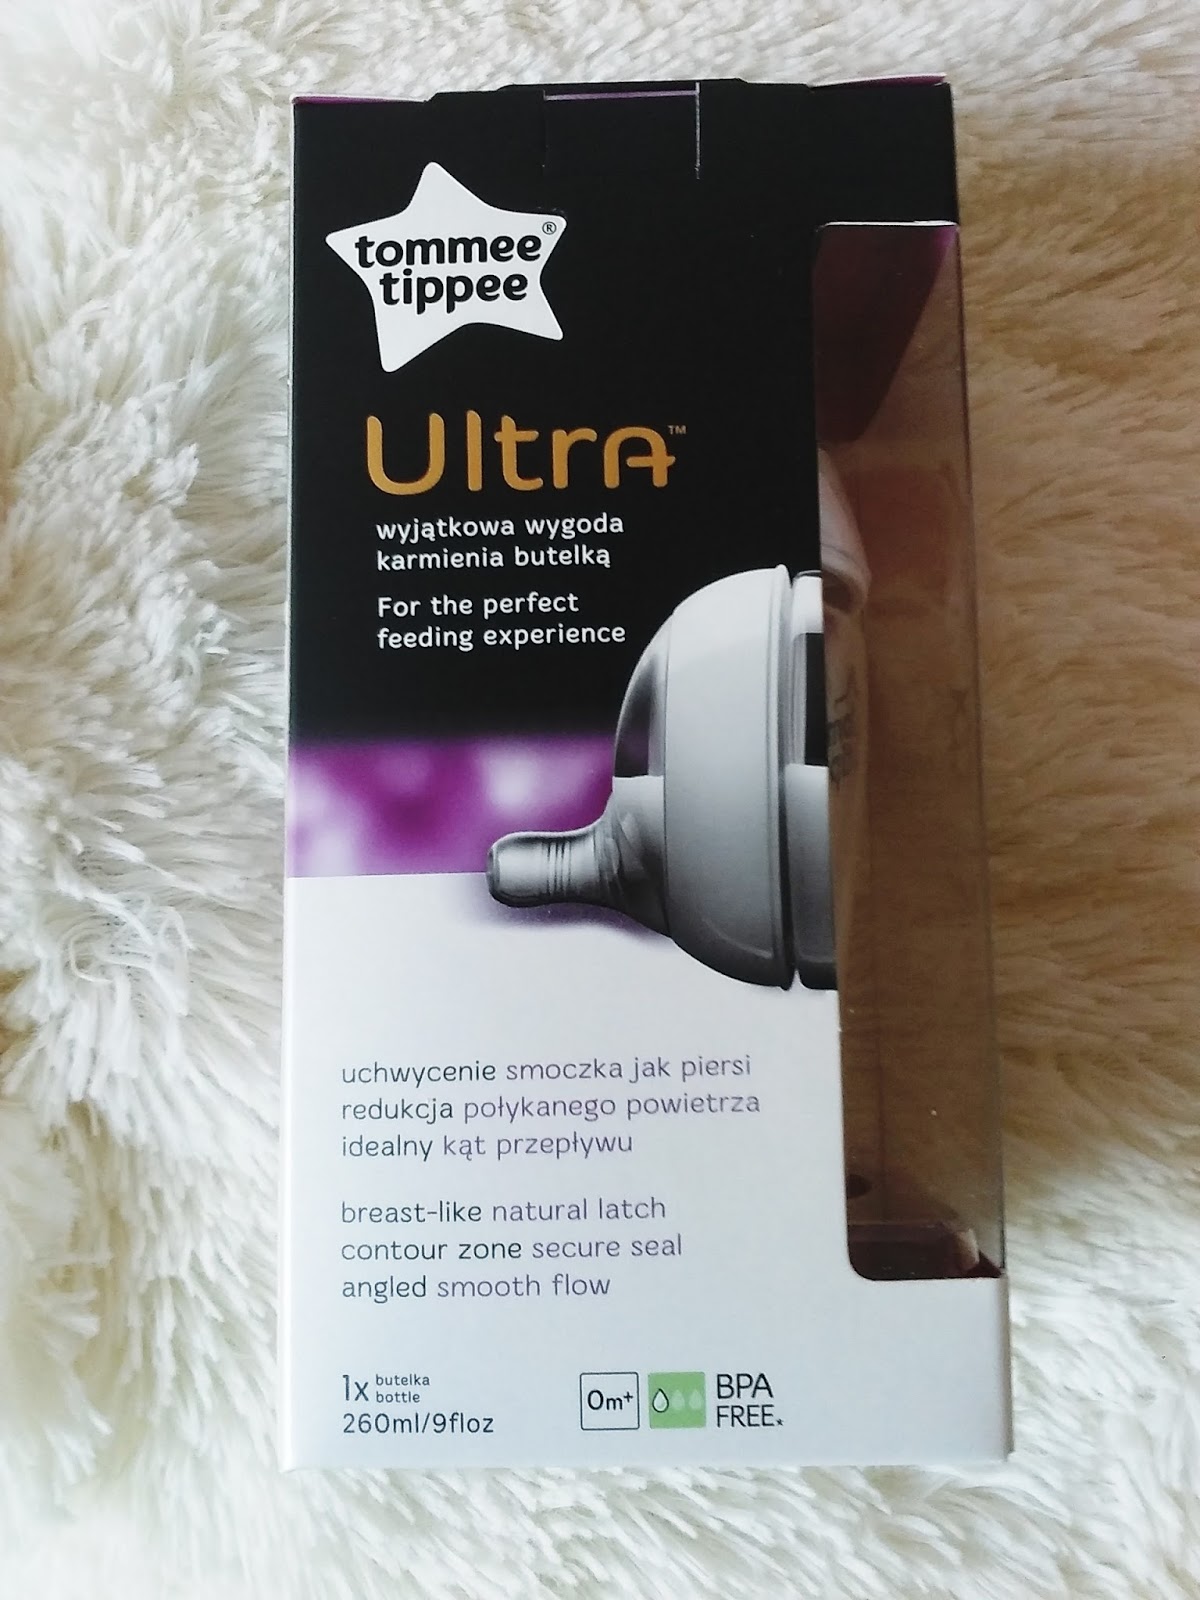 tommee®
tippee
Ultra™
wyjątkowa wygoda
karmienia butelką
For the perfect
feeding experience
uchwycenie smoczka jak piersi
redukcja połykanego powietrza
idealny kąt przepływu
breast-like natural latch
contour zone secure seal
angled smooth flow
1x butelka
bottle
260ml/9floz
0m+
BPA
FREE*